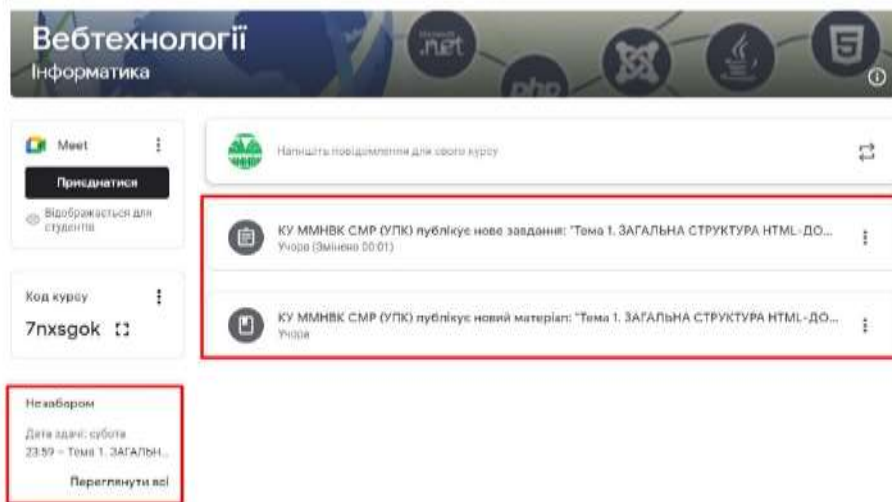 Вебтехнології
Інформатика
.net
php
5
Meet
Приєднатися
Відображається для
студентів
Напишіть повідомлення для свого курсу
КУ ММНВК СМР (УПК) публікує нове завдання: "Тема 1. ЗАГАЛЬНА СТРУКТУРА HTML-ДО...
Учора (Змінено 00:01)
Код курсу
7nxsgok
КУ ММНВК СМР (УПК) публікує новий матеріал: "Тема 1. ЗАГАЛЬНА СТРУКТУРА HTML-ДО...
Учора
Незабаром
Дата здачі: субота
23:59 – Тема 1. ЗАГАЛЬН...
Переглянути всі